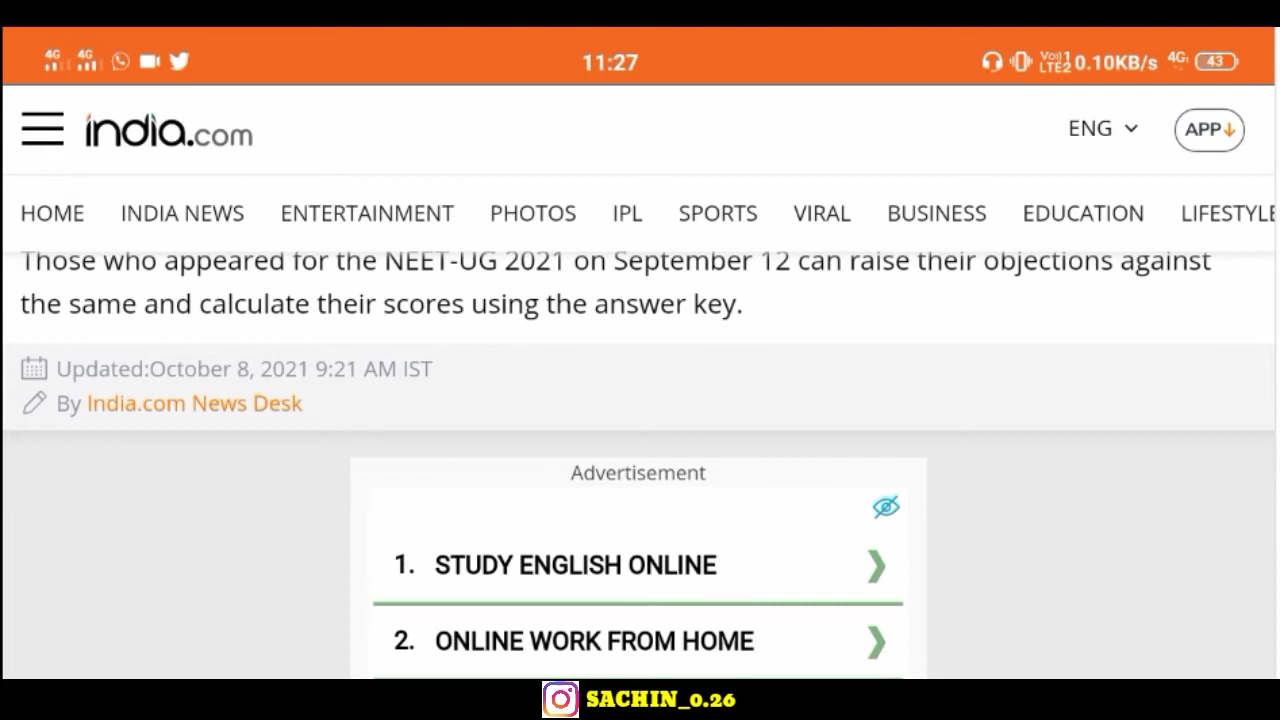 4G 4G 11:27 Vo)) 1 LTE2 0.10KB/s 4G 43
india.com ENG APP
HOME INDIA NEWS ENTERTAINMENT PHOTOS IPL SPORTS VIRAL BUSINESS EDUCATION LIFESTYLE
Those who appeared for the NEET-UG 2021 on September 12 can raise their objections against
the same and calculate their scores using the answer key.
Updated:October 8, 2021 9:21 AM IST
By India.com News Desk
Advertisement
1. STUDY ENGLISH ONLINE
2. ONLINE WORK FROM HOME
SACHIN_0.26